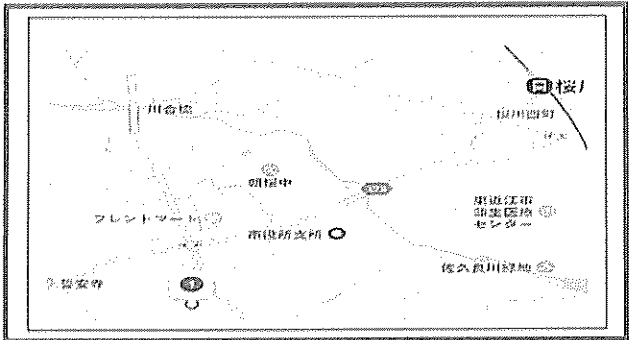 桜川
川合橋
桜川西町
朝桜中
東近江市
蒲生医療
センター
フレンドマート
市役所支所
佐久良川緑地